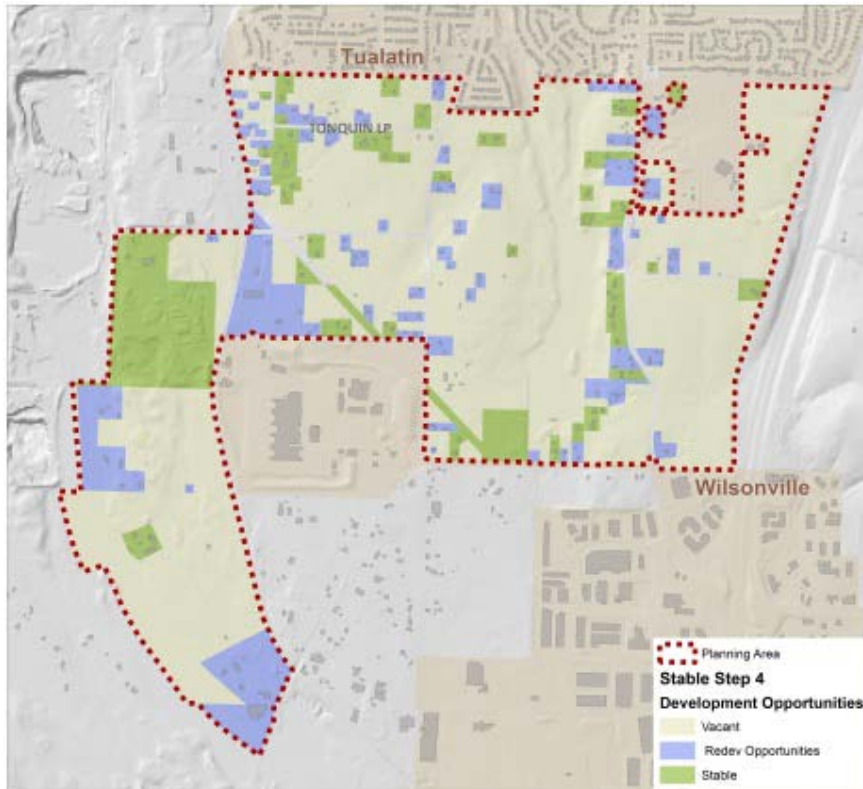 Tualatin
TONQUIN LP
Wilsonville
Planning Area
Stable Step 4
Development Opportunities
Vacant
Redev Opportunities
Stable